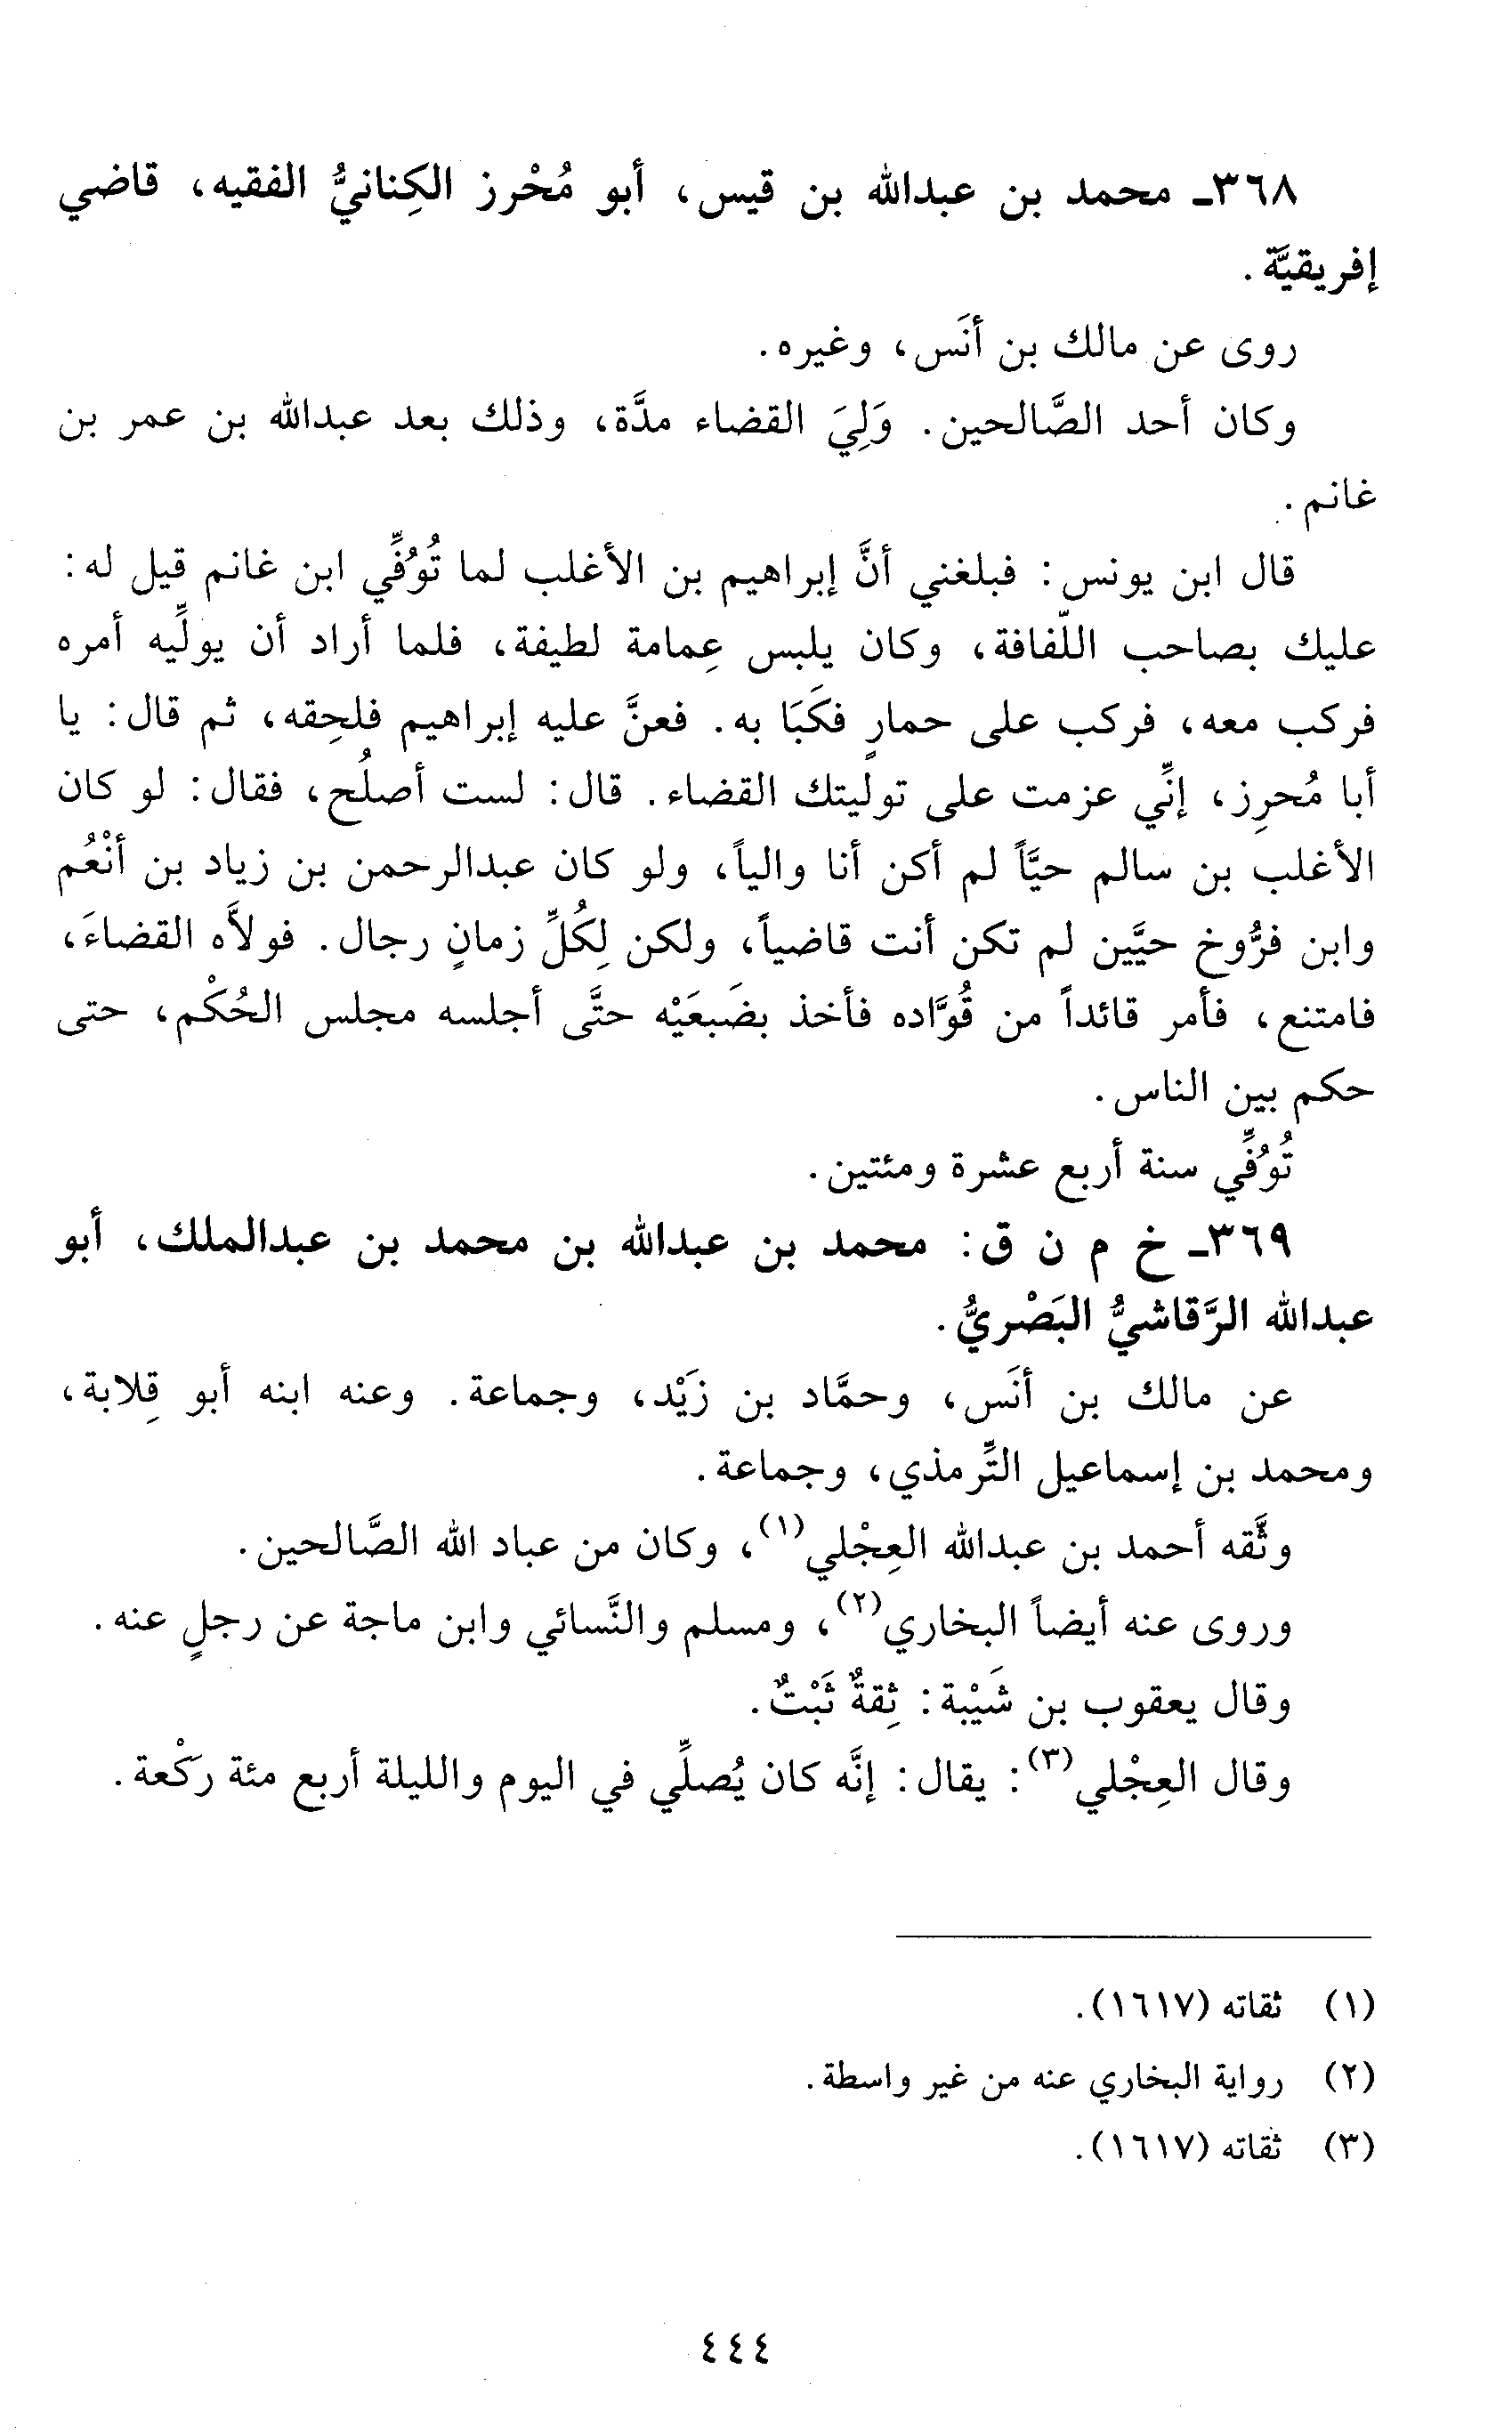 ٣٦٨ـ محمد بن عبدالله بن قيس، أبو مُحْرز الكِنانيُّ الفقيه، قاضي
إفريقيَّة.
روى عن مالك بن أنَس، وغيره.
وكان أحد الصَّالحين. وَلِيَ القضاء مدَّة، وذلك بعد عبدالله بن عمر بن
غانم.
قال ابن يونس: فبلغني أنَّ إبراهيم بن الأغلب لما تُوُفِّي ابن غانم قيل له:
عليك بصاحب اللّفافة، وكان يلبس عِمامة لطيفة، فلما أراد أن يولِّيه أمره
فركب معه، فركب على حمارٍ فكَبَا به. فعنَّ عليه إبراهيم فلحِقه، ثم قال: يا
أبا مُحرِز، إنِّي عزمت على توليتك القضاء. قال: لست أصلُح، فقال: لو كان
الأغلب بن سالم حيَّاً لم أكن أنا والياً، ولو كان عبدالرحمن بن زياد بن أنْعُم
وابن فرُّوخ حيَّين لم تكن أنت قاضياً، ولكن لِكُلِّ زمانٍ رجال. فولاَّه القضاءَ،
فامتنع، فأمر قائداً من قُوَّاده فأخذ بضَبعَيْه حتَّى أجلسه مجلس الحُكْم، حتى
حكم بين الناس.
تُوُفِّي سنة أربع عشرة ومئتين.
٣٦٩ـ خ م ن ق: محمد بن عبدالله بن محمد بن عبدالملك، أبو
عبدالله الرَّقاشيُّ البَصْريُّ.
عن مالك بن أنَس، وحمَّاد بن زَيْد، وجماعة. وعنه ابنه أبو قِلابة،
ومحمد بن إسماعيل التِّرمذي، وجماعة.
وثَّقه أحمد بن عبدالله العِجْلي(١)، وكان من عباد الله الصَّالحين.
وروى عنه أيضاً البخاري(٢)، ومسلم والنَّسائي وابن ماجة عن رجلٍ عنه.
وقال يعقوب بن شَيْبة: ثِقةٌ ثَبْتٌ.
وقال العِجْلي(٣): يقال: إنَّه كان يُصلِّي في اليوم والليلة أربع مئة رَكْعة.
(١) ثقاته (١٦١٧).
(٢) رواية البخاري عنه من غير واسطة.
(٣) ثقاته (١٦١٧).
٤٤٤